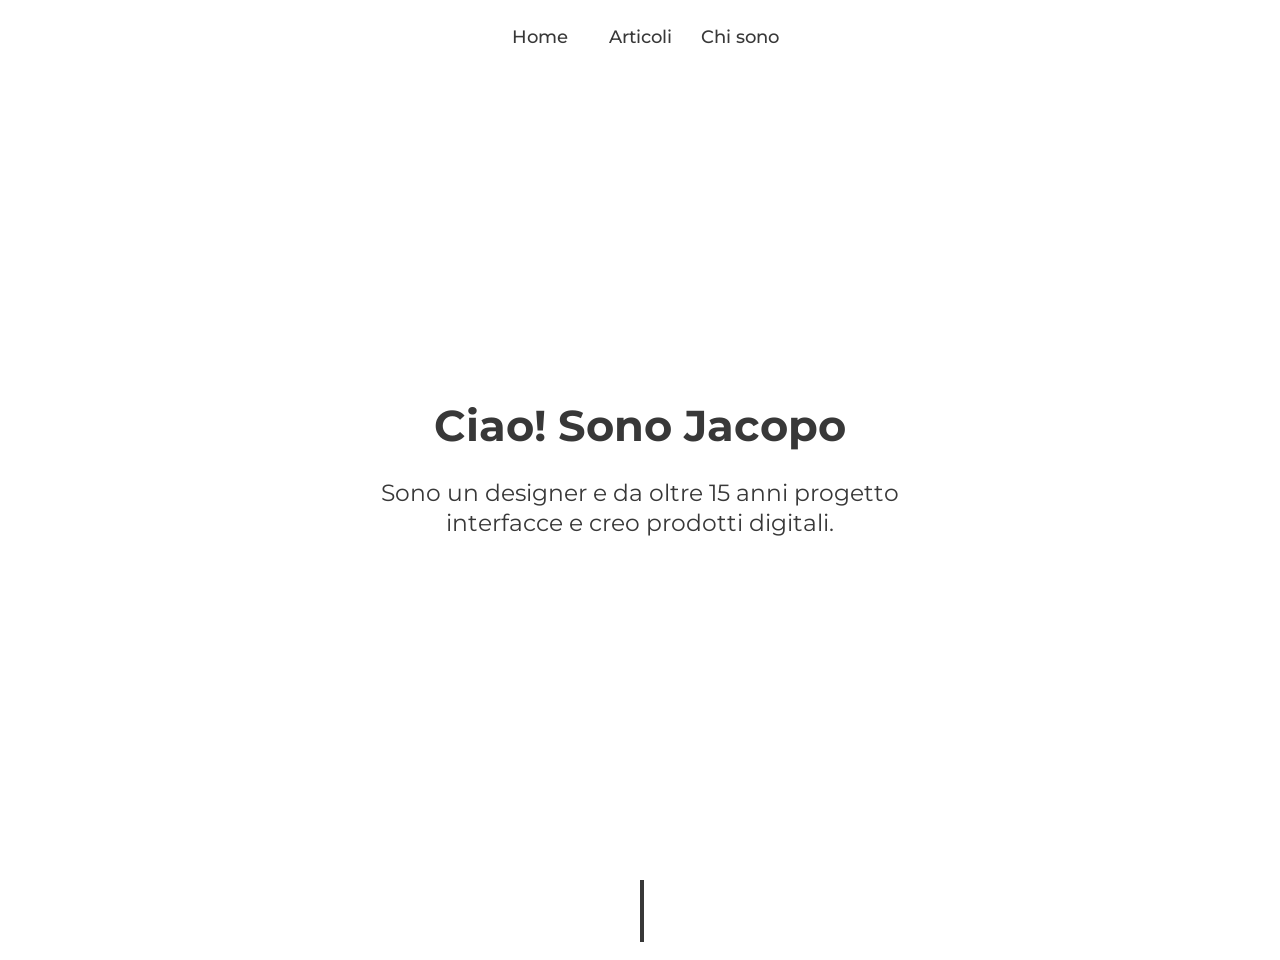 Home Articoli Chi sono
Ciao! Sono Jacopo
Sono un designer e da oltre 15 anni progetto
interfacce e creo prodotti digitali.